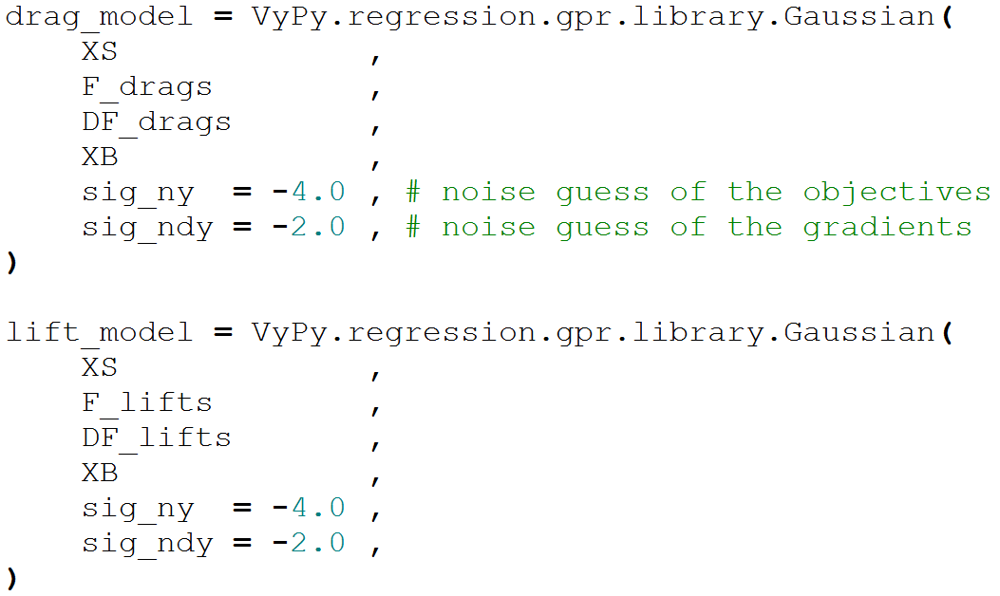 drag_model = VyPy.regression.gpr.library.Gaussian(
    XS             ,
    F_drags        ,
    DF_drags       ,
    XB             ,
    sig_ny  = -4.0 , # noise guess of the objectives
    sig_ndy = -2.0 , # noise guess of the gradients
)

lift_model = VyPy.regression.gpr.library.Gaussian(
    XS             ,
    F_lifts        ,
    DF_lifts       ,
    XB             ,
    sig_ny  = -4.0 ,
    sig_ndy = -2.0 ,
)